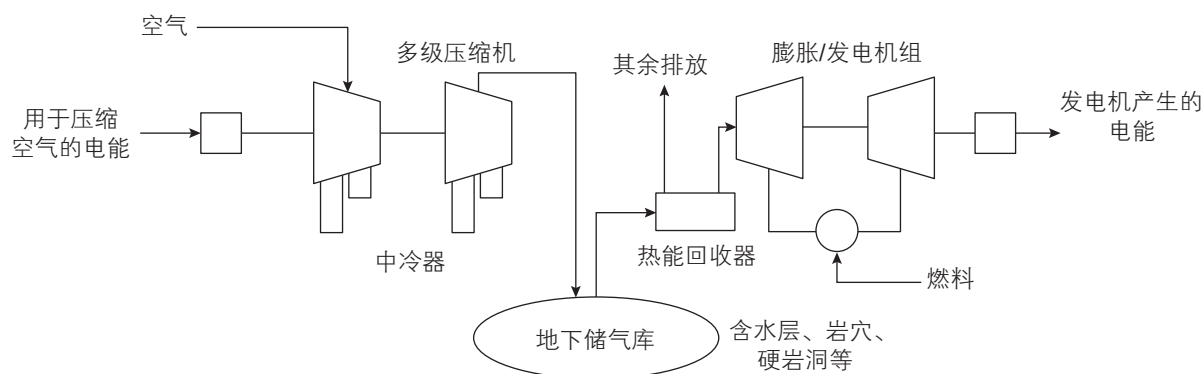 空气
多级压缩机
用于压缩
空气的电能
中冷器
其余排放
膨胀/发电机组
发电机产生的
电能
热能回收器
燃料
地下储气库
含水层、岩穴、
硬岩洞等